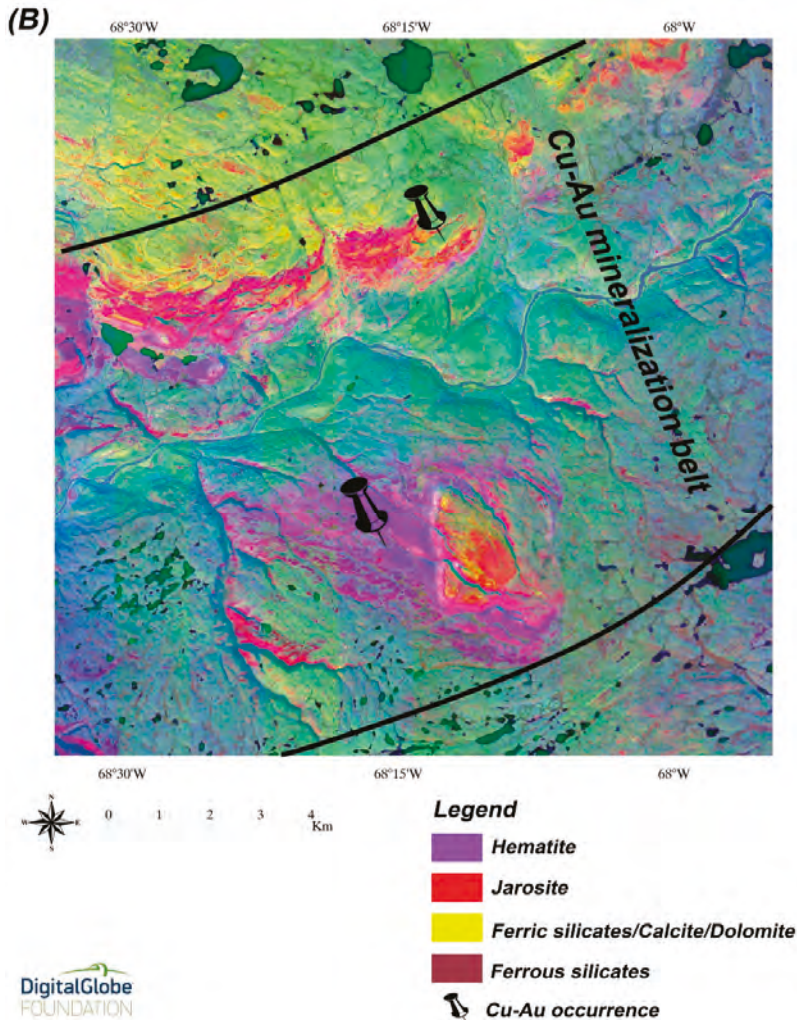 (B)
68°30'W 68°15'W 68°W
Cu-Au mineralization belt
68°30'W 68°15'W 68°W
N
W E
S
0 1 2 3 4
Km
Legend
Hematite
Jarosite
Ferric silicates/Calcite/Dolomite
Ferrous silicates
Cu-Au occurrence
DigitalGlobe
FOUNDATION